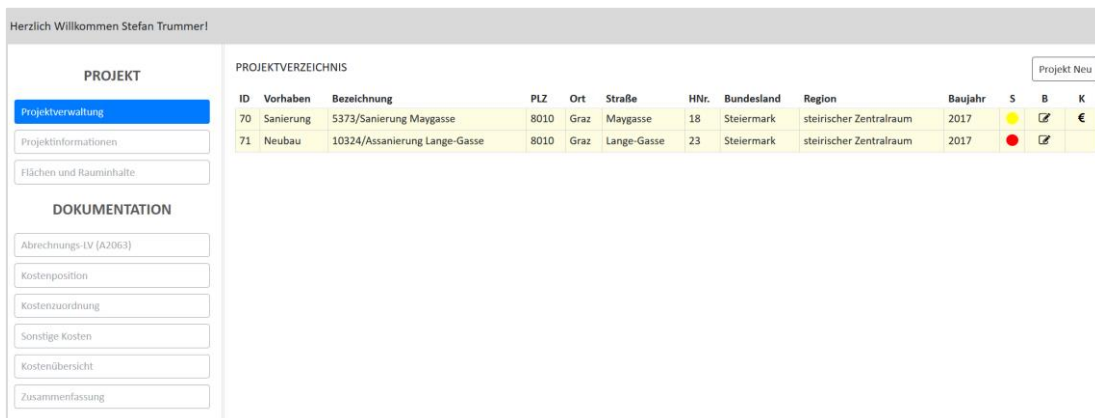 Herzlich Willkommen Stefan Trummer!
PROJEKT
Projektverwaltung
Projektinformationen
Flächen und Rauminhalte
DOKUMENTATION
Abrechnungs-LV (A2063)
Kostenposition
Kostenzuordnung
Sonstige Kosten
Kostenübersicht
Zusammenfassung
PROJEKTVERZEICHNIS
Projekt Neu
ID Vorhaben Bezeichnung PLZ Ort Straße HNr. Bundesland Region Baujahr S B K
70 Sanierung 5373/Sanierung Maygasse 8010 Graz Maygasse 18 Steiermark steirischer Zentralraum 2017 €
71 Neubau 10324/Assanierung Lange-Gasse 8010 Graz Lange-Gasse 23 Steiermark steirischer Zentralraum 2017